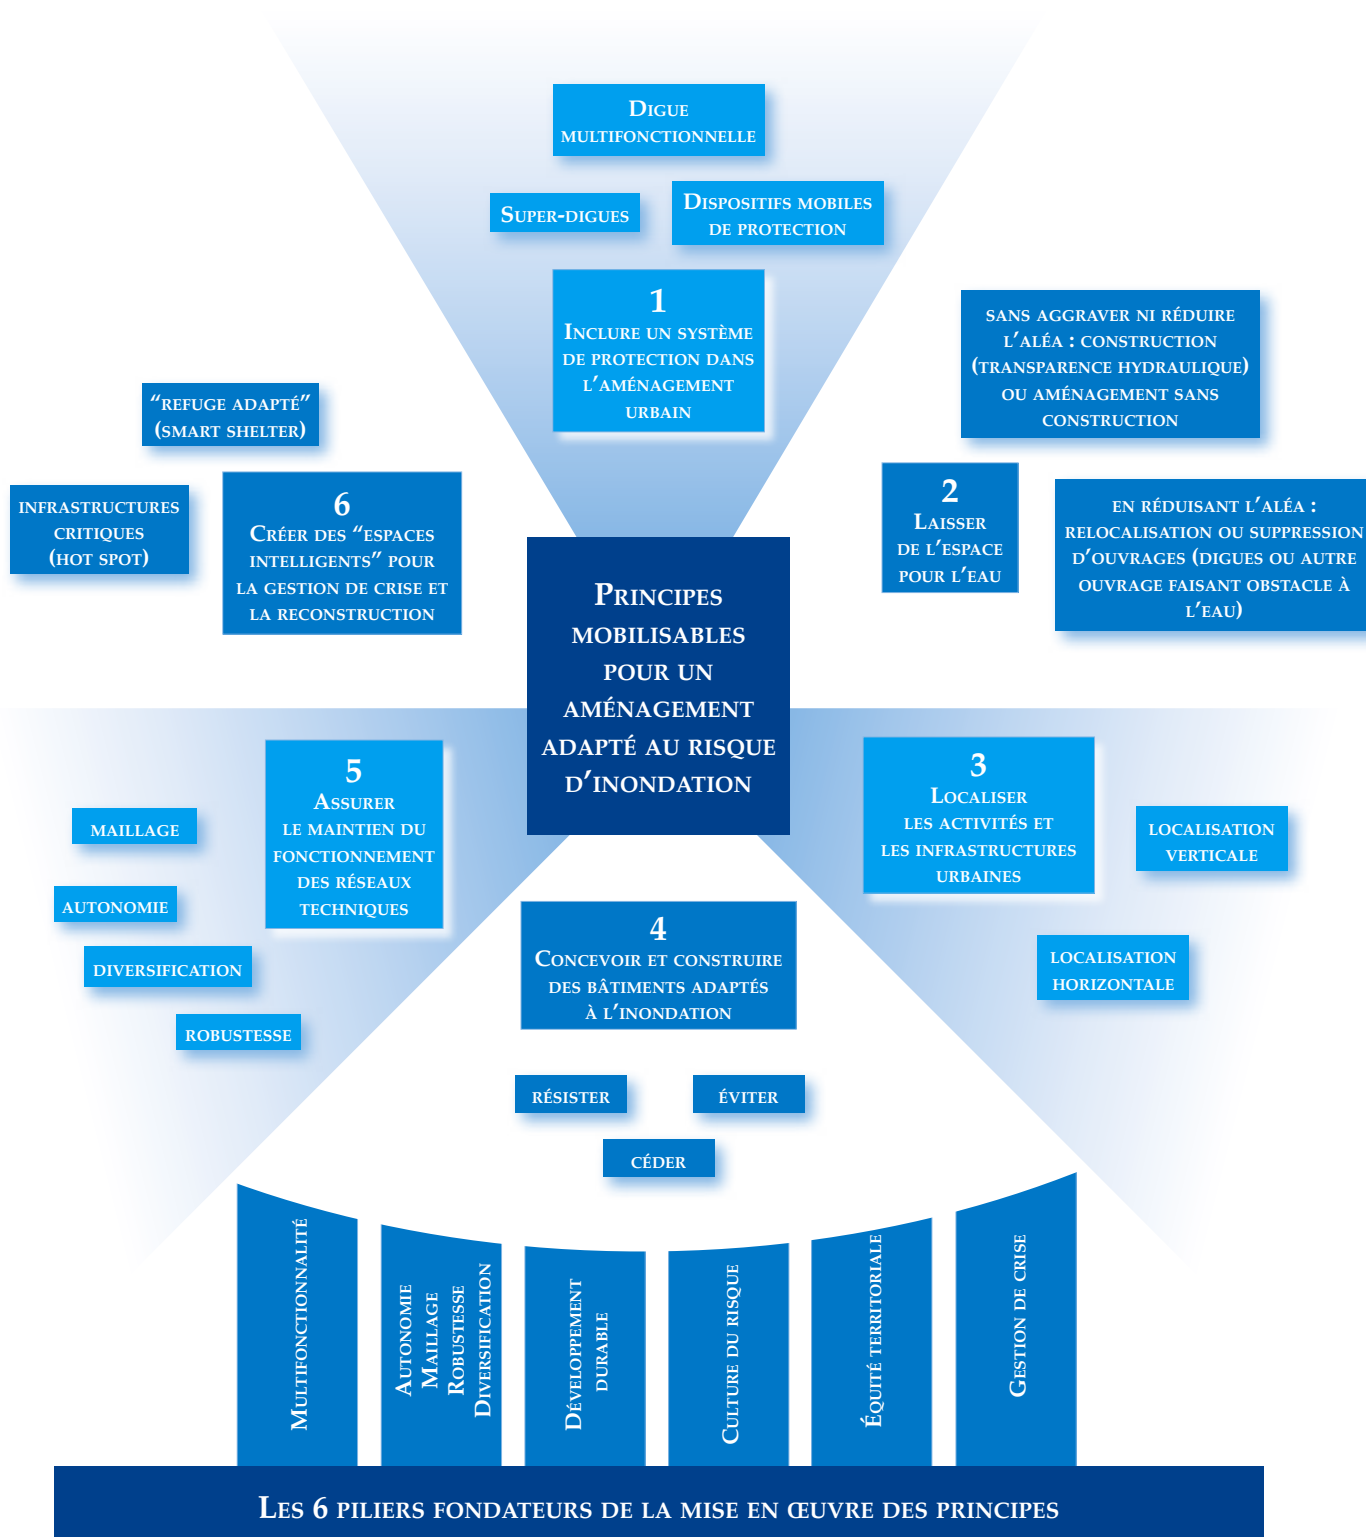 Digue
multifonctionnelle
Super-digues
Dispositifs mobiles
de protection
1
Inclure un système
de protection dans
l'aménagement
urbain
sans aggraver ni réduire
l'aléa : construction
(transparence hydraulique)
ou aménagement sans
construction
2
Laisser
de l'espace
pour l'eau
en réduisant l'aléa :
relocalisation ou suppression
d'ouvrages (digues ou autre
ouvrage faisant obstacle à
l'eau)
"refuge adapté"
(smart shelter)
infrastructures
critiques
(hot spot)
6
Créer des "espaces
intelligents" pour
la gestion de crise et
la reconstruction
Principes
mobilisables
pour un
aménagement
adapté au risque
d'inondation
3
Localiser
les activités et
les infrastructures
urbaines
localisation
verticale
localisation
horizontale
5
Assurer
le maintien du
fonctionnement
des réseaux
techniques
maillage
autonomie
diversification
robustesse
4
Concevoir et construire
des bâtiments adaptés
à l'inondation
résister
éviter
céder
Multifonctionnalité
Autonomie
Maillage
Robustesse
Diversification
Développement
durable
Culture du risque
Équité territoriale
Gestion de crise
Les 6 piliers fondateurs de la mise en œuvre des principes